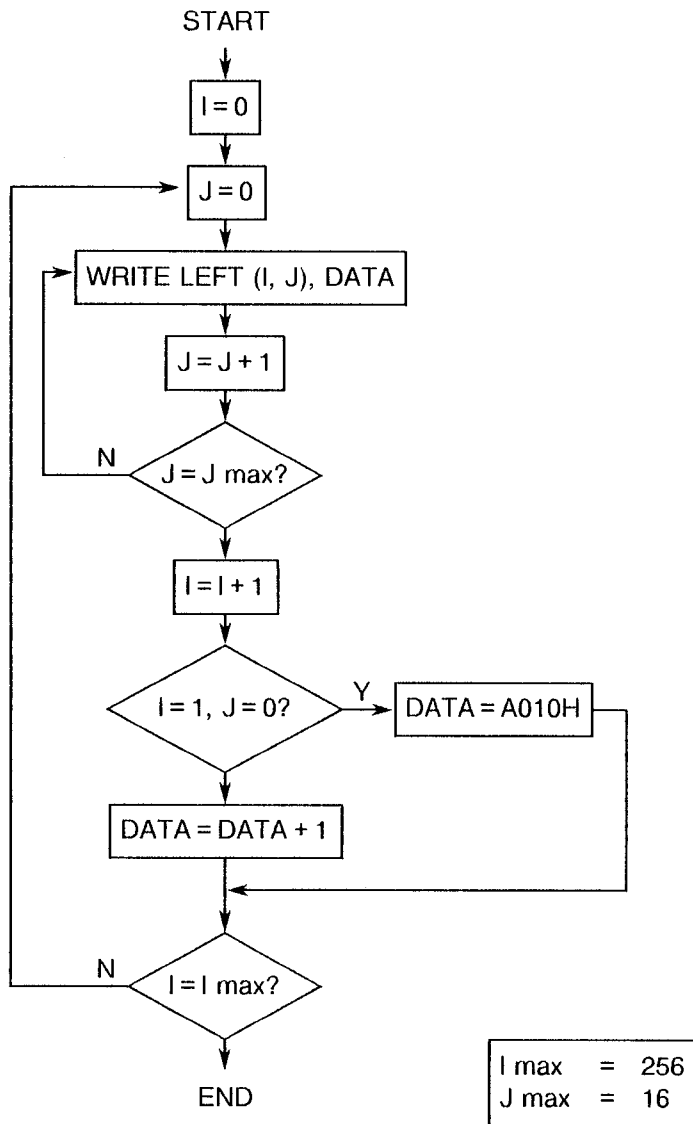 START
I = 0
J = 0
WRITE LEFT (I, J), DATA
J = J + 1
N
J = J max?
I = I + 1
I = 1, J = 0?
Y
DATA = A010H
DATA = DATA + 1
N
I = I max?
END
I max = 256
J max = 16